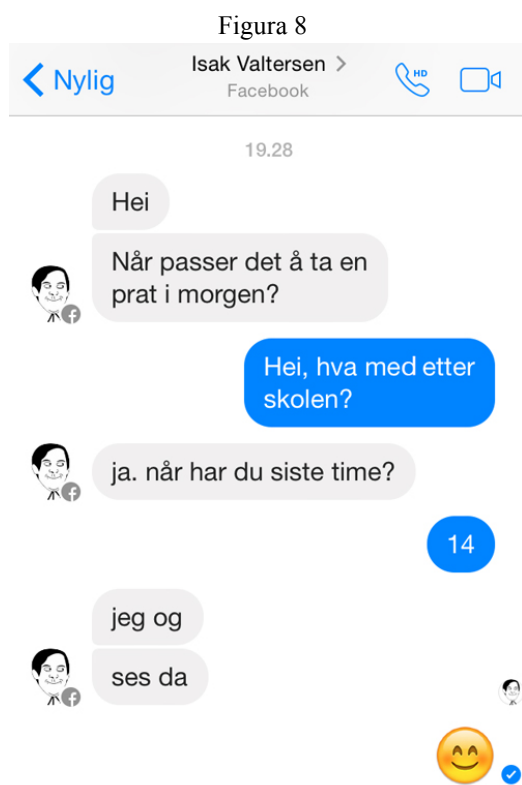 Figura 8
Nylig
Isak Valtersen >
Facebook
HD
19.28
Hei
Når passer det å ta en
prat i morgen?
Hei, hva med etter
skolen?
ja. når har du siste time?
14
jeg og
ses da